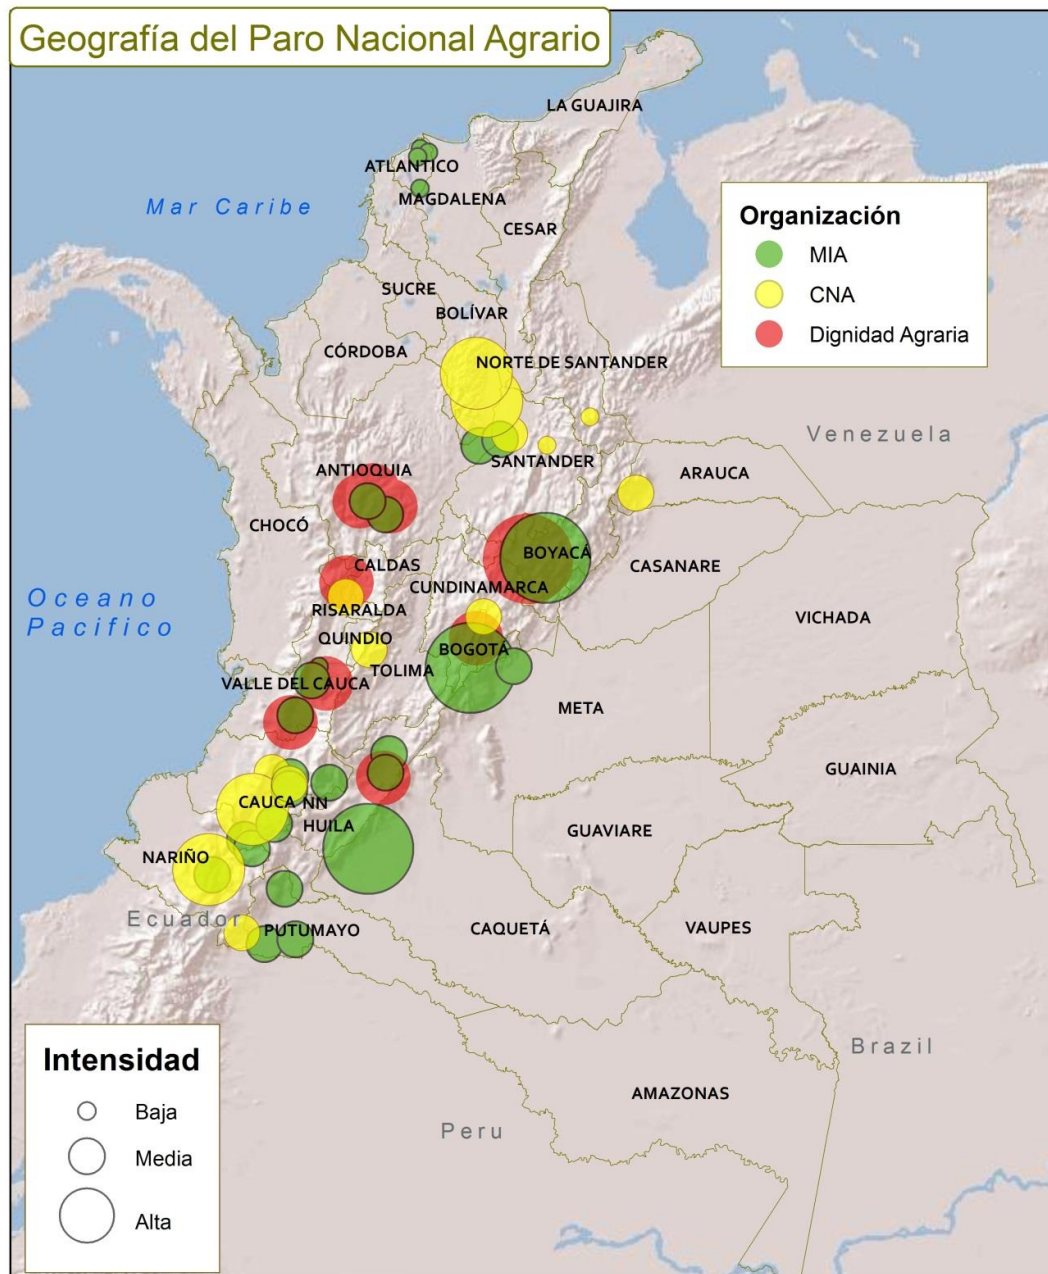 Geografía del Paro Nacional Agrario
LA GUAJIRA
ATLANTICO
MAGDALENA
Mar Caribe
CESAR
Organización
MIA
CNA
Dignidad Agraria
SUCRE
BOLÍVAR
CÓRDOBA
NORTE DE SANTANDER
Venezuela
SANTANDER
ANTIOQUIA
ARAUCA
CHOCÓ
BOYACÁ
CALDAS
CASANARE
CUNDINAMARCA
Oceano
Pacifico
RISARALDA
VICHADA
QUINDIO
BOGOTÁ
TOLIMA
VALLE DEL CAUCA
META
GUAINIA
CAUCA
NN
HUILA
GUAVIARE
NARIÑO
Ecuador
PUTUMAYO
CAQUETÁ
VAUPES
Brazil
Intensidad
Baja
Media
Alta
AMAZONAS
Peru